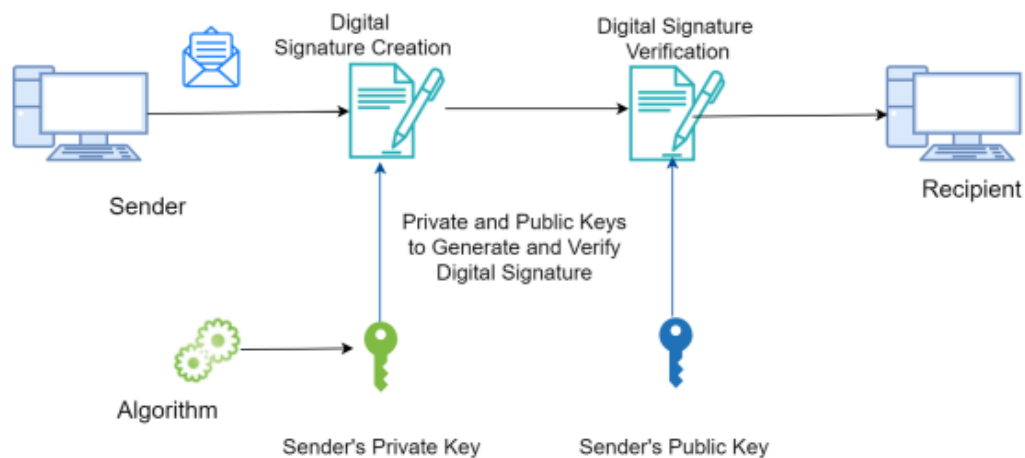 Digital
Signature Creation
Digital Signature
Verification
Sender
Recipient
Private and Public Keys
to Generate and Verify
Digital Signature
Algorithm
Sender's Private Key
Sender's Public Key